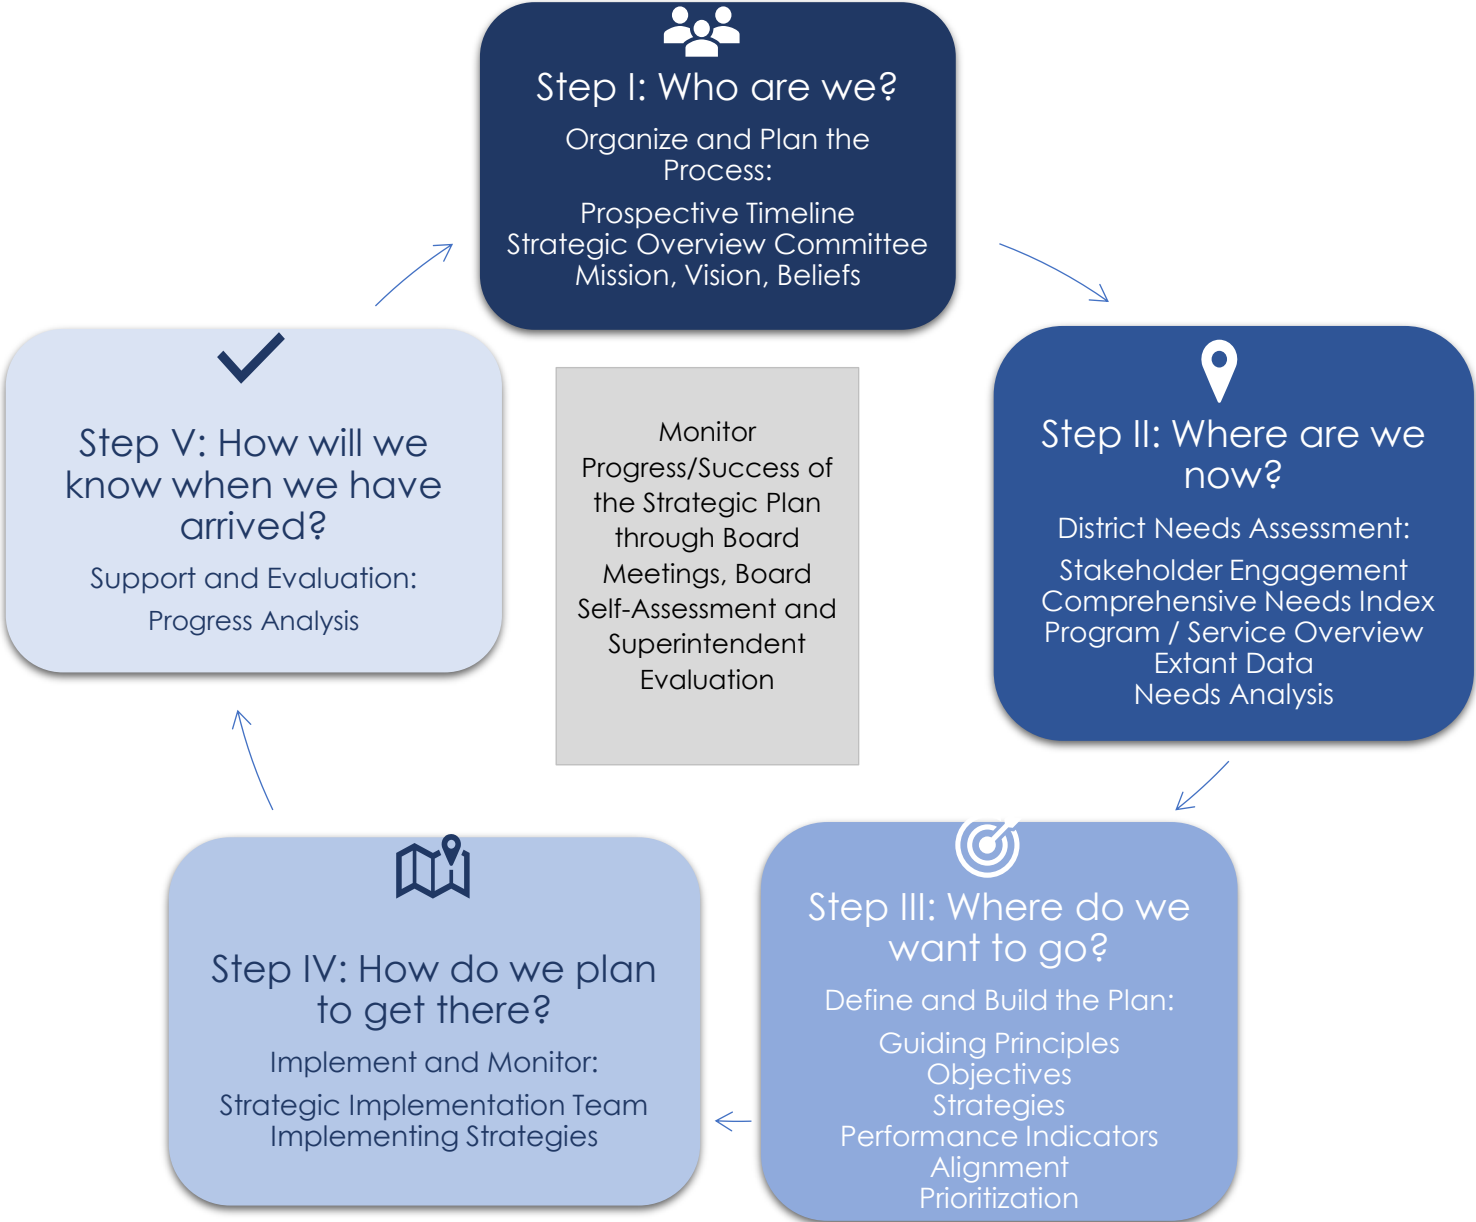 Step I: Who are we?
Organize and Plan the
Process:
Prospective Timeline
Strategic Overview Committee
Mission, Vision, Beliefs
Step II: Where are we
now?
District Needs Assessment:
Stakeholder Engagement
Comprehensive Needs Index
Program / Service Overview
Extant Data
Needs Analysis
Step III: Where do we
want to go?
Define and Build the Plan:
Guiding Principles
Objectives
Strategies
Performance Indicators
Alignment
Prioritization
Step IV: How do we plan
to get there?
Implement and Monitor:
Strategic Implementation Team
Implementing Strategies
Step V: How will we
know when we have
arrived?
Support and Evaluation:
Progress Analysis
Monitor
Progress/Success of
the Strategic Plan
through Board
Meetings, Board
Self-Assessment and
Superintendent
Evaluation